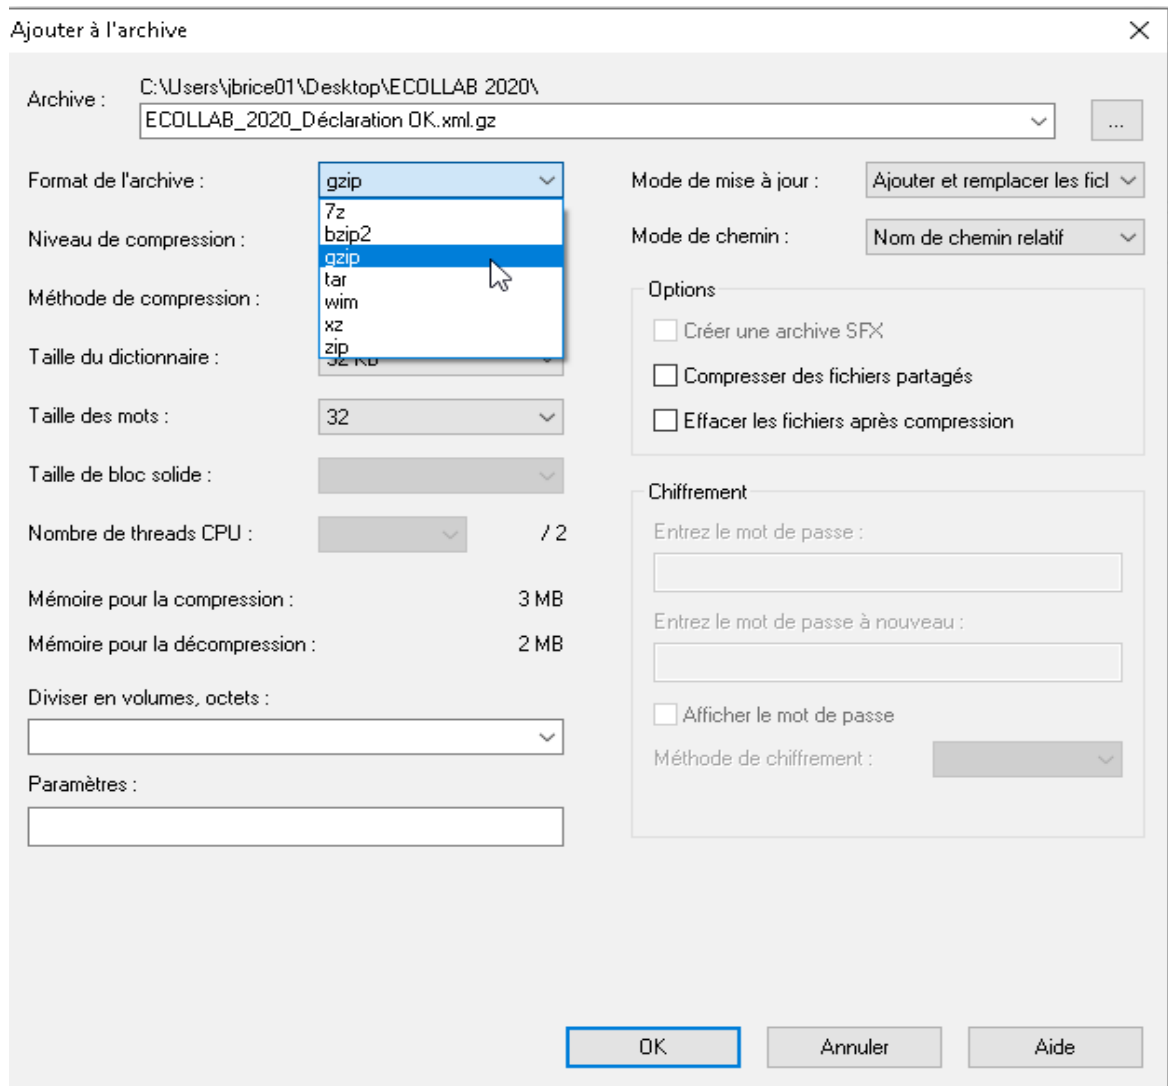 Ajouter à l'archive
Archive :
C:\Users\jbrice01\Desktop\ECOLLAB 2020\
ECOLLAB_2020_Déclaration OK.xml.gz
...
Format de l'archive :
gzip
7z
bzip2
gzip
tar
wim
xz
zip
Niveau de compression :
Méthode de compression :
Taille du dictionnaire :
32 KB
Taille des mots :
32
Taille de bloc solide :
Nombre de threads CPU :
/ 2
Mémoire pour la compression :
3 MB
Mémoire pour la décompression :
2 MB
Diviser en volumes, octets :
Paramètres :
Mode de mise à jour :
Ajouter et remplacer les ficl
Mode de chemin :
Nom de chemin relatif
Options
Créer une archive SFX
Compresser des fichiers partagés
Effacer les fichiers après compression
Chiffrement
Entrez le mot de passe :
Entrez le mot de passe à nouveau :
Afficher le mot de passe
Méthode de chiffrement :
OK
Annuler
Aide